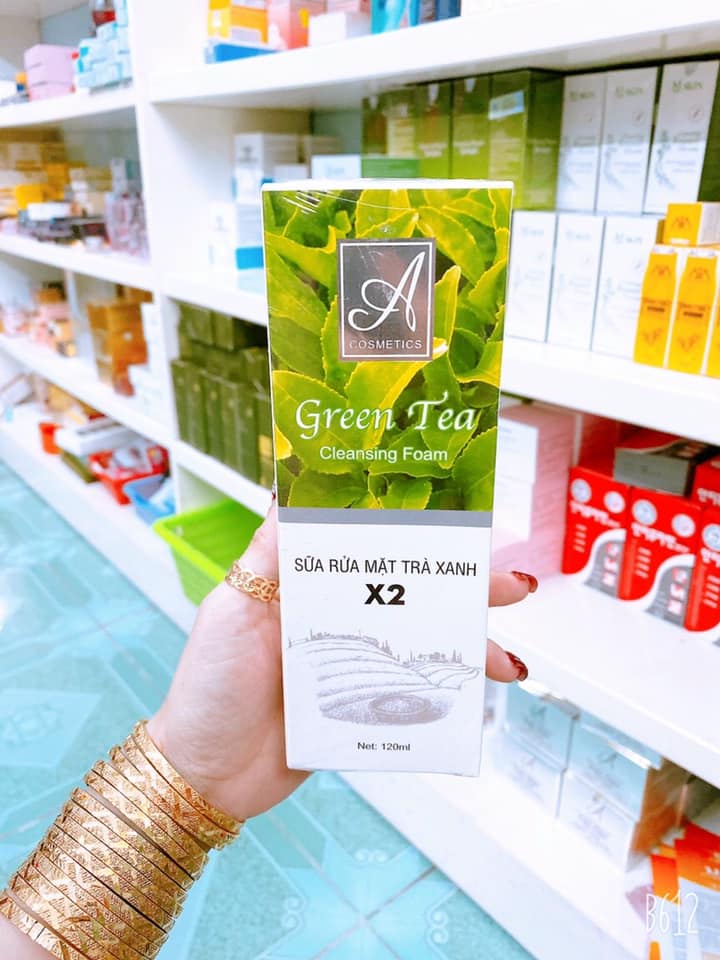 A
COSMETICS
Green Tea
Cleansing Foam
SỮA RỬA MẶT TRÀ XANH
X2
Net: 120ml
B612